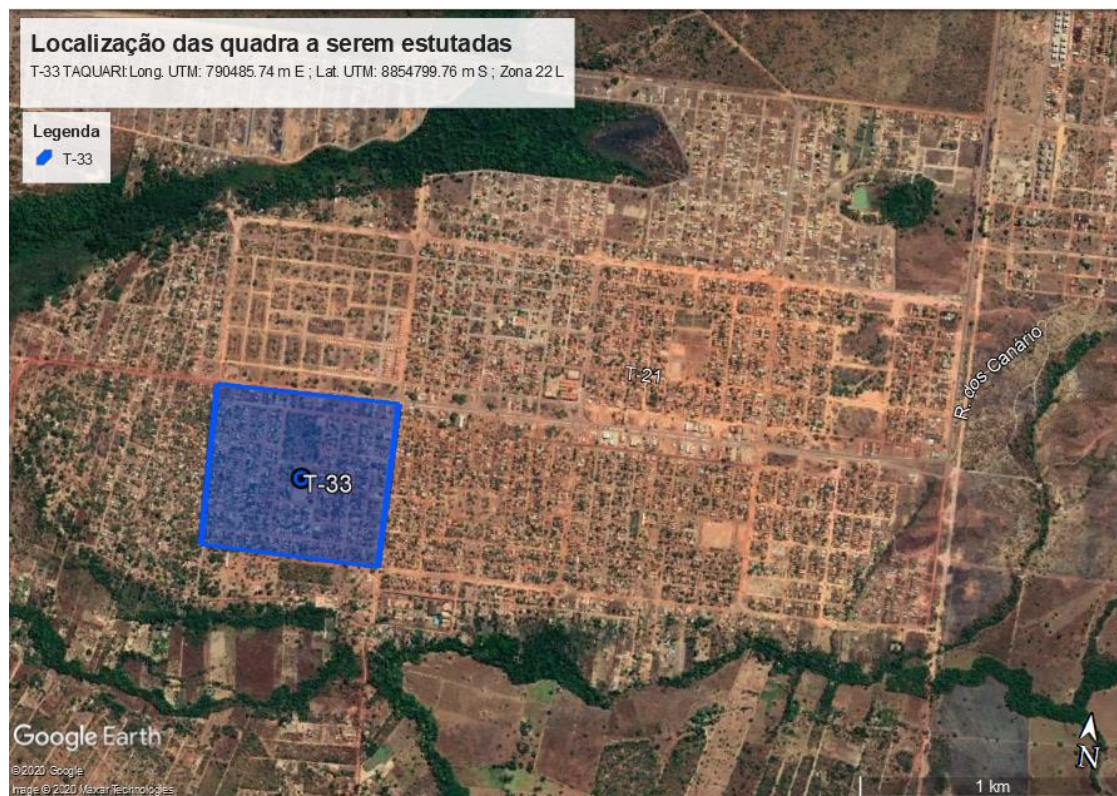 Localização das quadra a serem estutadas
T-33 TAQUARI: Long. UTM: 790485.74 m E ; Lat. UTM: 8854799.76 m S ; Zona 22 L
Legenda
T-33
T-21
R. dos Canário
T-33
Google Earth
© 2020 Google
Image © 2020 Maxar Technologies
1 km
N